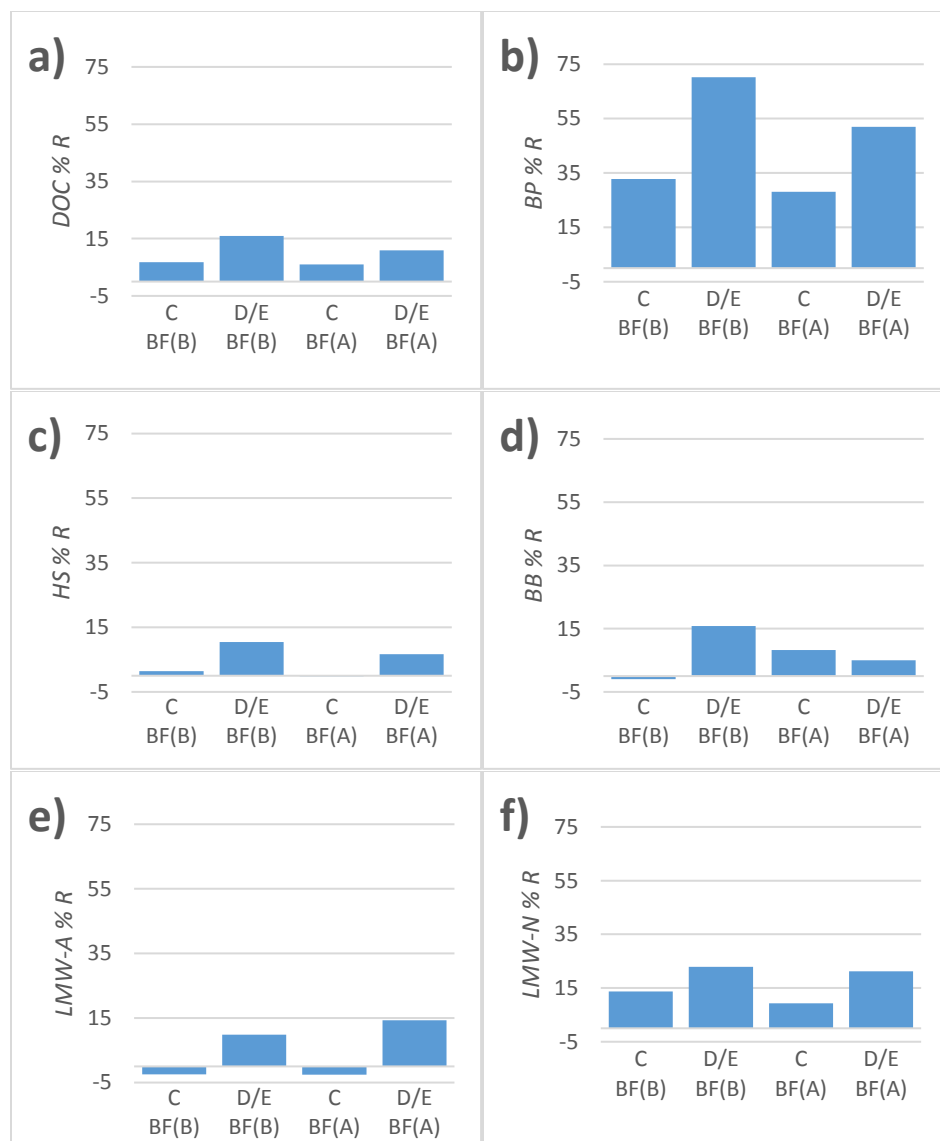 a)
DOC % R
75
55
35
15
-5
C D/E C D/E
BF(B) BF(B) BF(A) BF(A)
b)
BP % R
75
55
35
15
-5
C D/E C D/E
BF(B) BF(B) BF(A) BF(A)
c)
HS % R
75
55
35
15
-5
C D/E C D/E
BF(B) BF(B) BF(A) BF(A)
d)
BB % R
75
55
35
15
-5
C D/E C D/E
BF(B) BF(B) BF(A) BF(A)
e)
LMW-A % R
75
55
35
15
-5
C D/E C D/E
BF(B) BF(B) BF(A) BF(A)
f)
LMW-N % R
75
55
35
15
-5
C D/E C D/E
BF(B) BF(B) BF(A) BF(A)